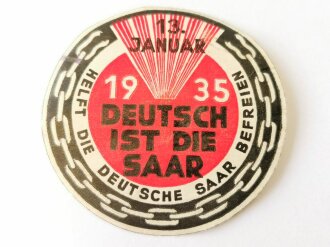 13.
JANUAR
19 35
DEUTSCH
IST DIE
SAAR
HELFT DIE DEUTSCHE SAAR BEFREIEN